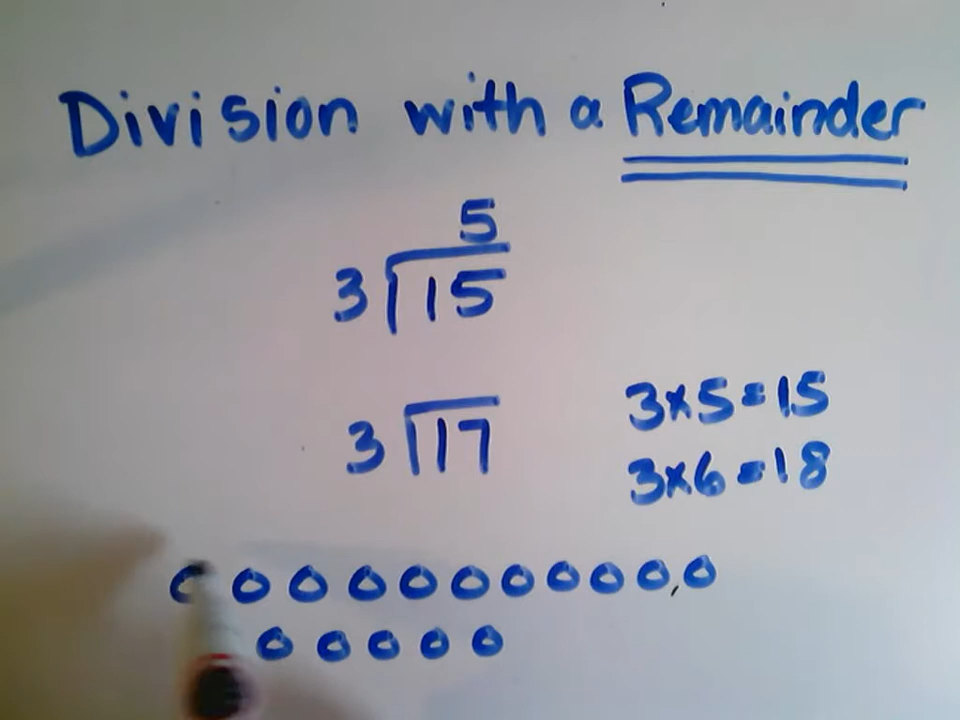 Division with a Remainder
5
3 15
3 17
3x5=15
3x6=18